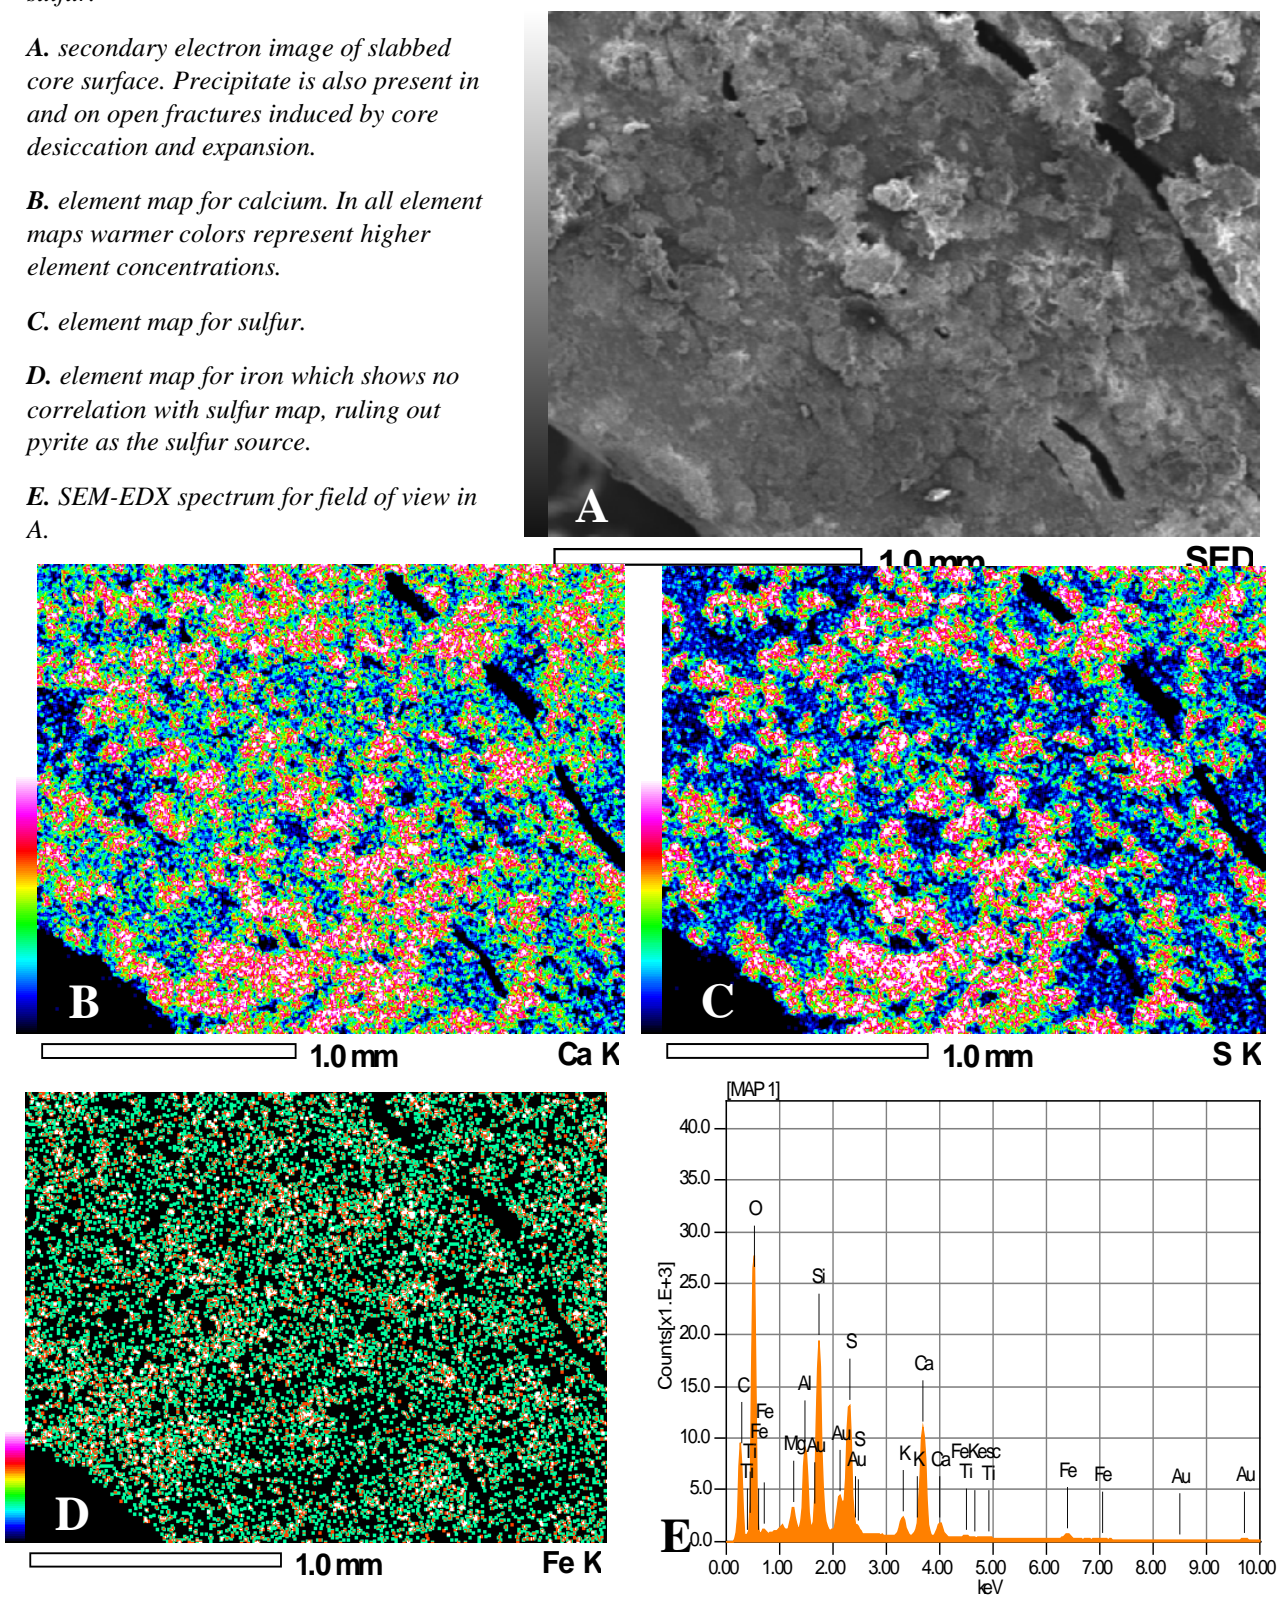 sulfur.
A. secondary electron image of slabbed
core surface. Precipitate is also present in
and on open fractures induced by core
desiccation and expansion.
B. element map for calcium. In all element
maps warmer colors represent higher
element concentrations.
C. element map for sulfur.
D. element map for iron which shows no
correlation with sulfur map, ruling out
pyrite as the sulfur source.
E. SEM-EDX spectrum for field of view in
A.
A
1.0 mm SED
B
1.0 mm Ca K
C
1.0 mm S K
D
1.0 mm Fe K
[MAP 1]
Counts[x1.E+3]
40.0
35.0
30.0
25.0
20.0
15.0
10.0
5.0
0.0
O
Si
S
Ca
C
Al
Fe
Fe
Ti
Ti
Mg
Au
Au
S
Au
K
K
Ca
FeKesc
Ti
Ti
Fe
Fe
Au
Au
E
0.00 1.00 2.00 3.00 4.00 5.00 6.00 7.00 8.00 9.00 10.00
keV